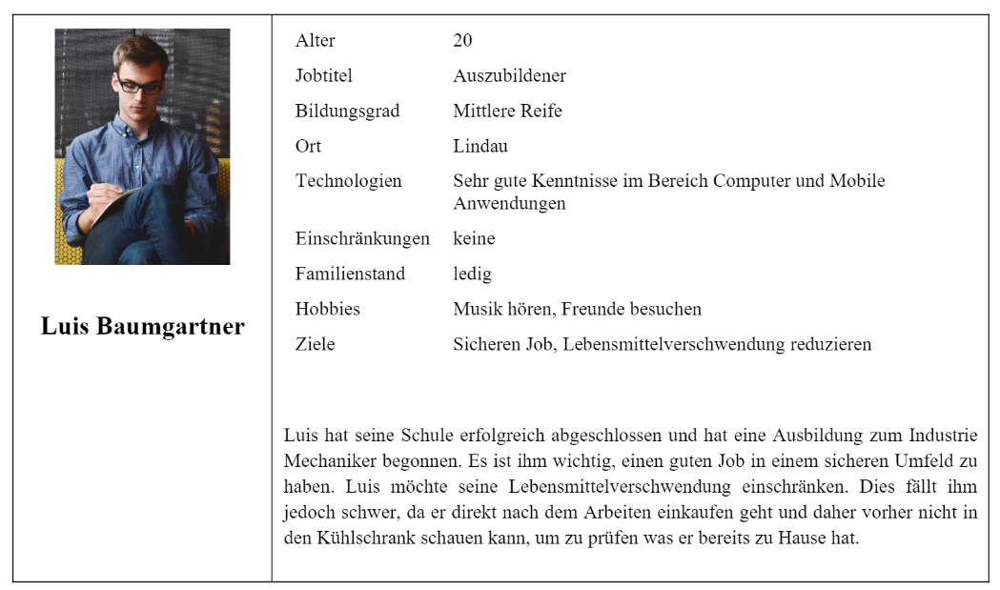 Luis Baumgartner
Alter 20
Jobtitel Auszubildener
Bildungsgrad Mittlere Reife
Ort Lindau
Technologien Sehr gute Kenntnisse im Bereich Computer und Mobile
Anwendungen
Einschränkungen keine
Familienstand ledig
Hobbies Musik hören, Freunde besuchen
Ziele Sicheren Job, Lebensmittelverschwendung reduzieren
Luis hat seine Schule erfolgreich abgeschlossen und hat eine Ausbildung zum Industrie
Mechaniker begonnen. Es ist ihm wichtig, einen guten Job in einem sicheren Umfeld zu
haben. Luis möchte seine Lebensmittelverschwendung einschränken. Dies fällt ihm
jedoch schwer, da er direkt nach dem Arbeiten einkaufen geht und daher vorher nicht in
den Kühlschrank schauen kann, um zu prüfen was er bereits zu Hause hat.